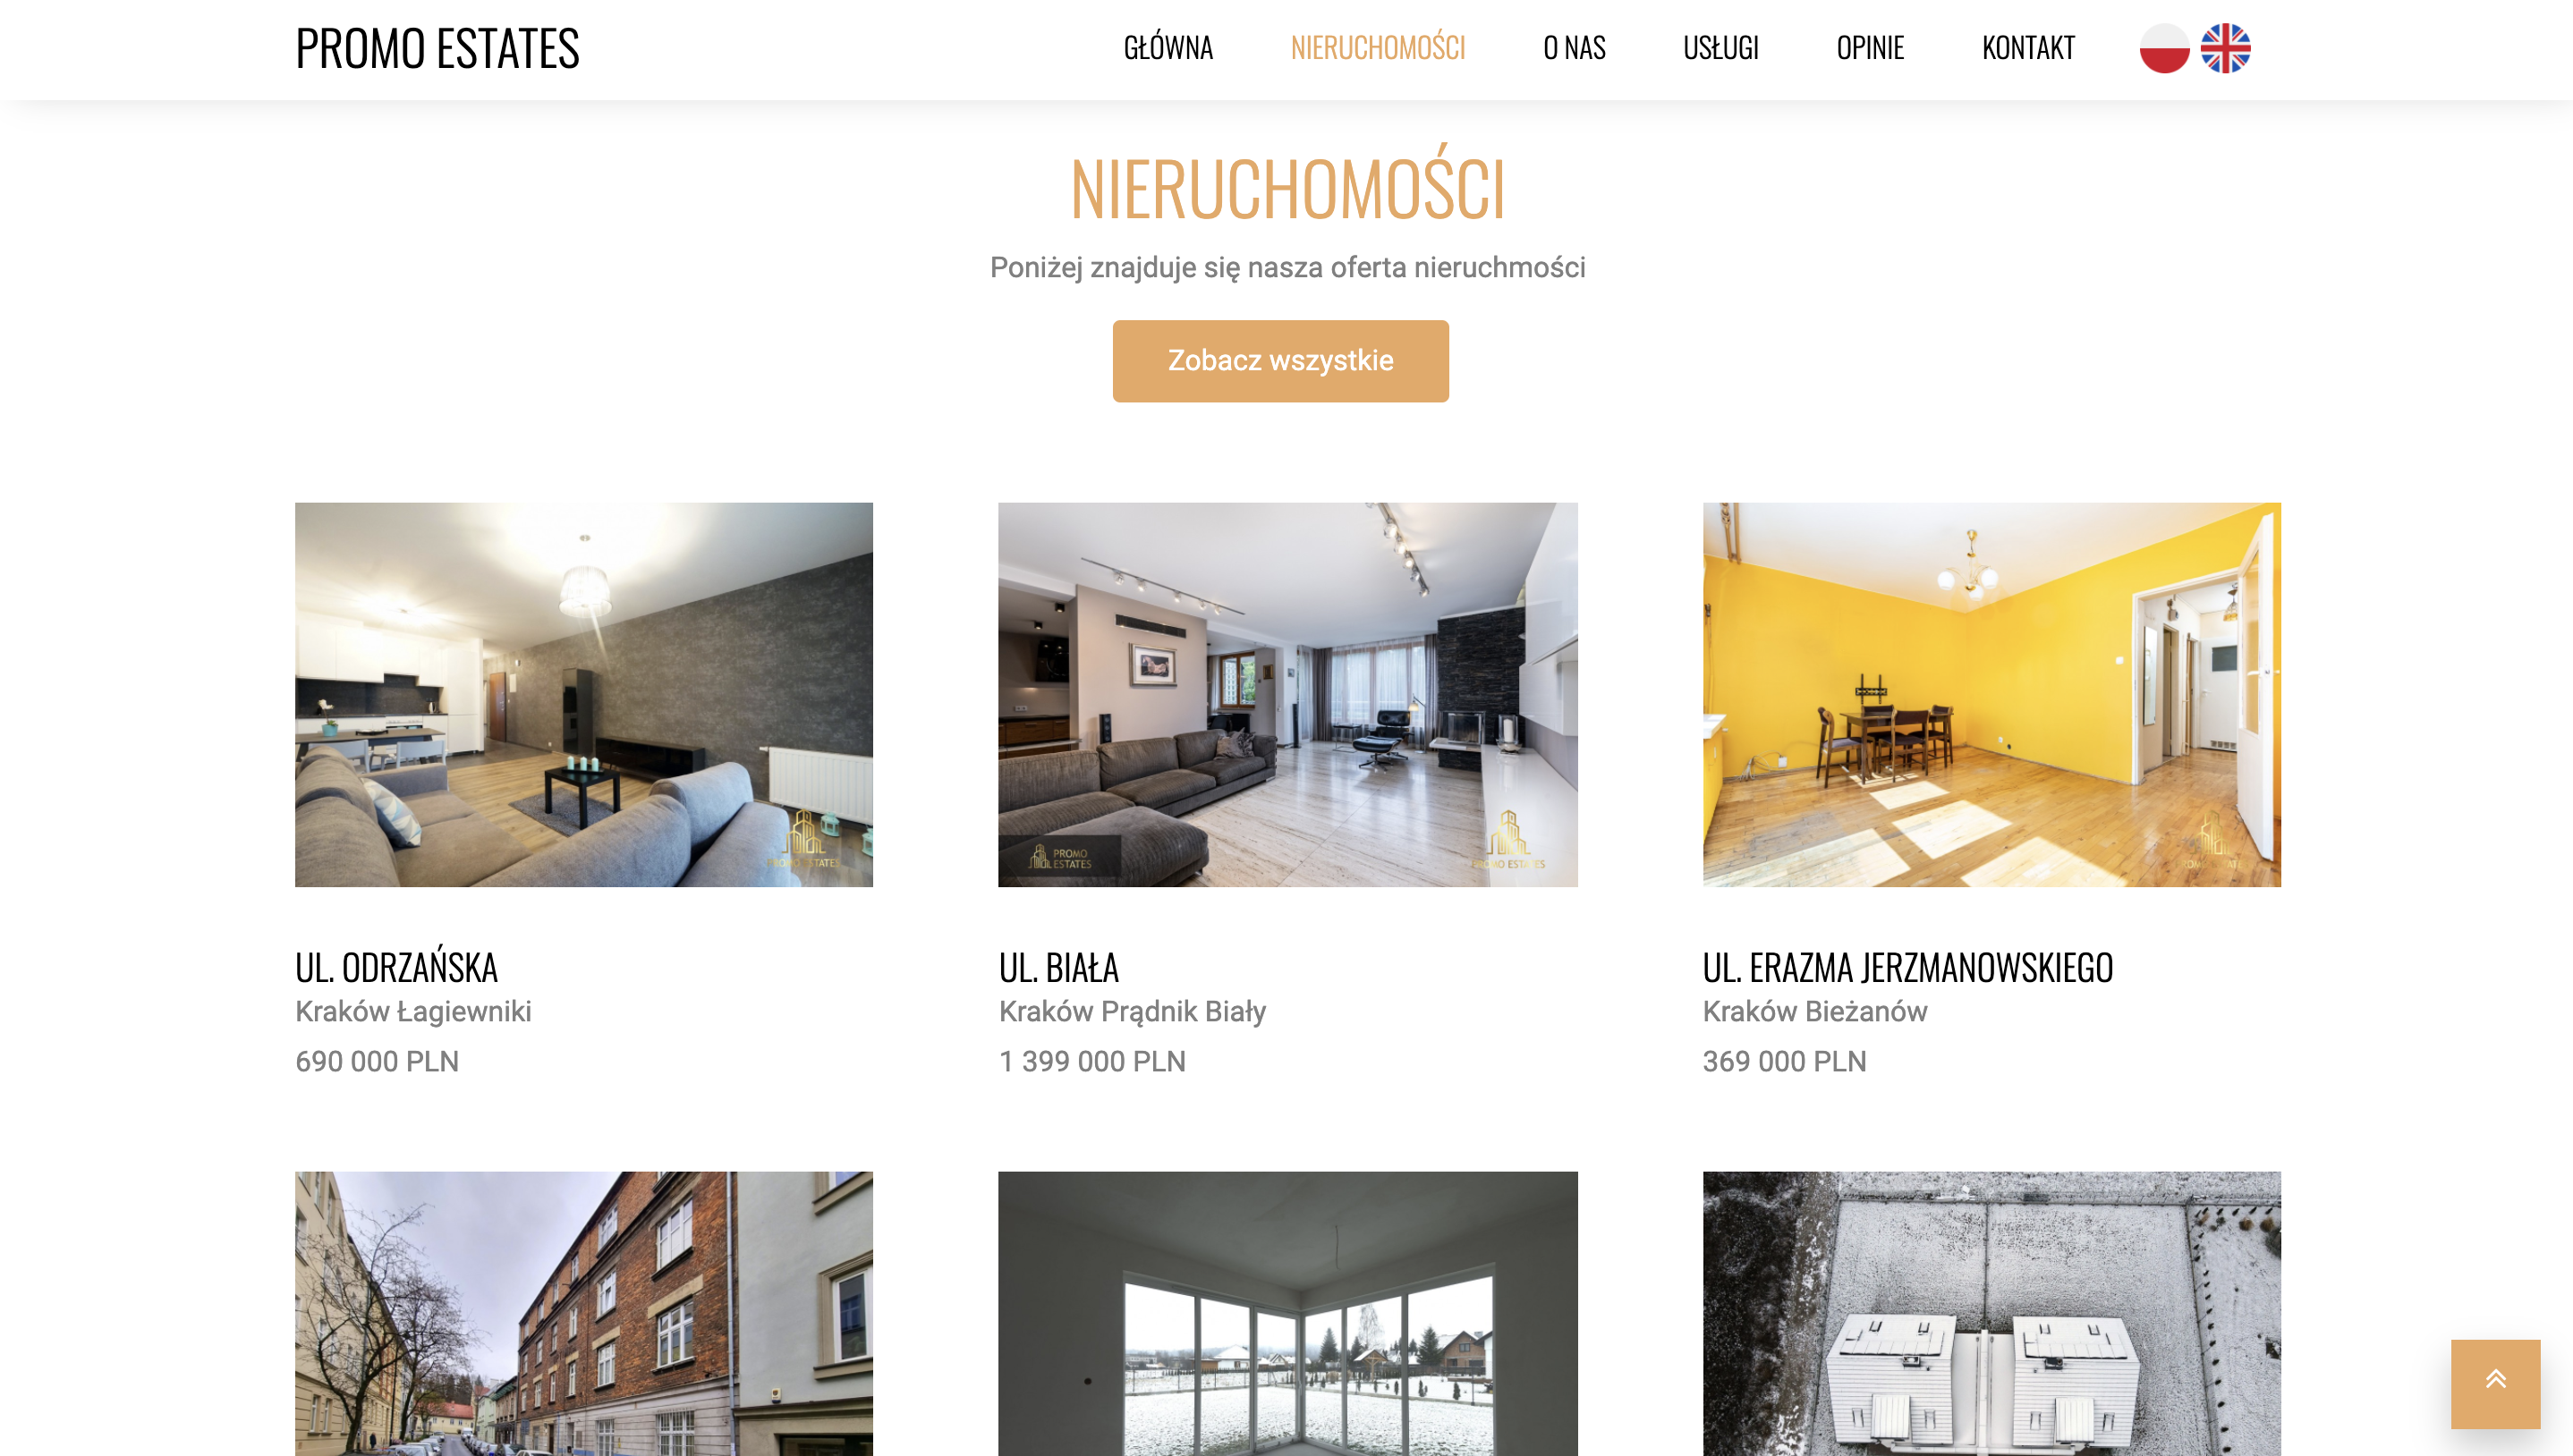 PROMO ESTATES
GŁÓWNA NIERUCHOMOŚCI O NAS USŁUGI OPINIE KONTAKT
NIERUCHOMOŚCI
Poniżej znajduje się nasza oferta nieruchmości
Zobacz wszystkie
PROMO ESTATES
PROMO
ESTATES
PROMO ESTATES
UL. ODRZAŃSKA
Kraków Łagiewniki
690 000 PLN
UL. BIAŁA
Kraków Prądnik Biały
1 399 000 PLN
UL. ERAZMA JERZMANOWSKIEGO
Kraków Bieżanów
369 000 PLN